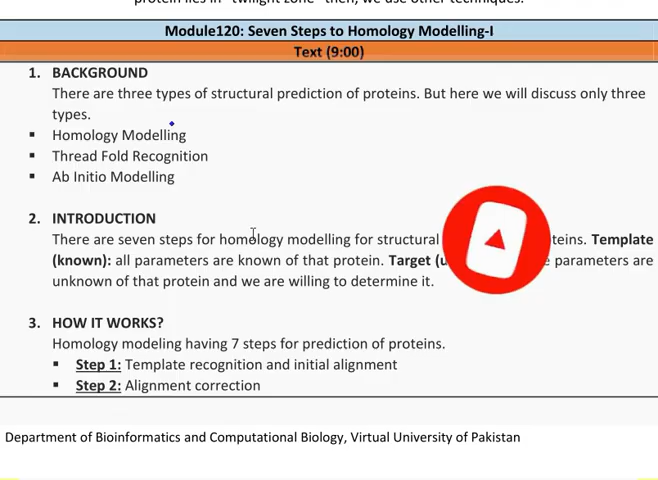 protein lies in "twilight zone" then, we use other techniques.
Module120: Seven Steps to Homology Modelling-I
Text (9:00)
1. BACKGROUND
There are three types of structural prediction of proteins. But here we will discuss only three
types.
▪ Homology Modelling
▪ Thread Fold Recognition
▪ Ab Initio Modelling
2. INTRODUCTION
There are seven steps for homology modelling for structural teins. Template
(known): all parameters are known of that protein. Target ( parameters are
unknown of that protein and we are willing to determine it.
3. HOW IT WORKS?
Homology modeling having 7 steps for prediction of proteins.
▪ Step 1: Template recognition and initial alignment
▪ Step 2: Alignment correction
Department of Bioinformatics and Computational Biology, Virtual University of Pakistan